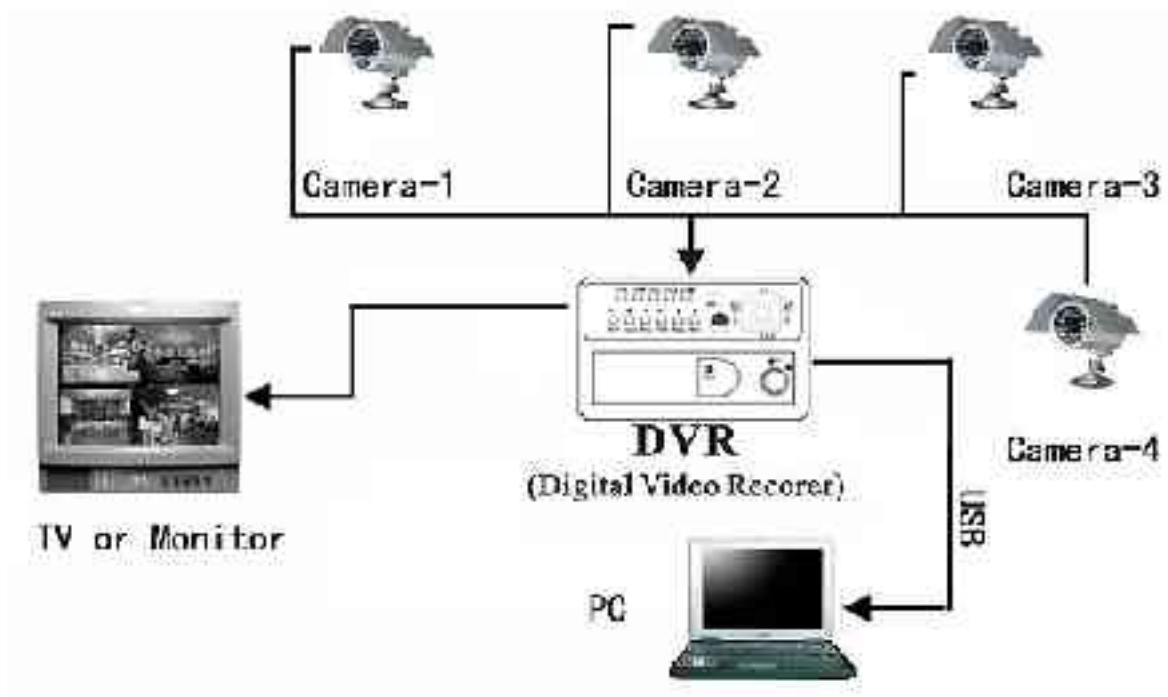 Camera-1
Camera-2
Camera-3
Camera-4
DVR
(Digital Video Recorer)
TV or Monitor
USB
PC